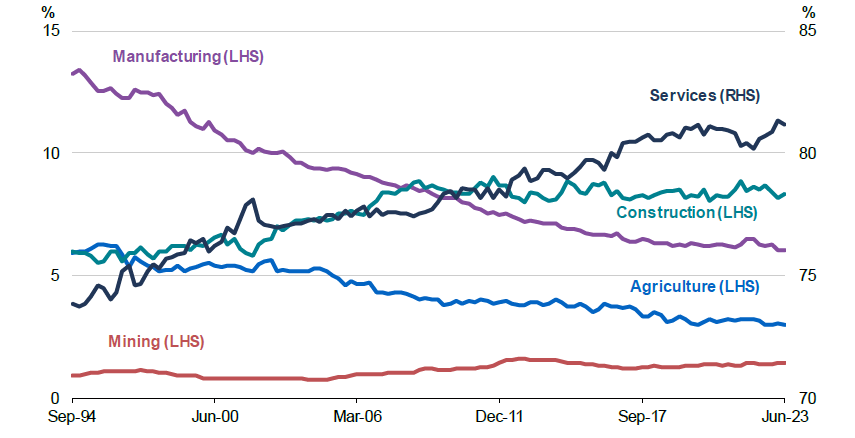 % %
15 85
Manufacturing (LHS)
Services (RHS)
10 80
Construction (LHS)
5 75
Agriculture (LHS)
Mining (LHS)
0 70
Sep-94 Jun-00 Mar-06 Dec-11 Sep-17 Jun-23